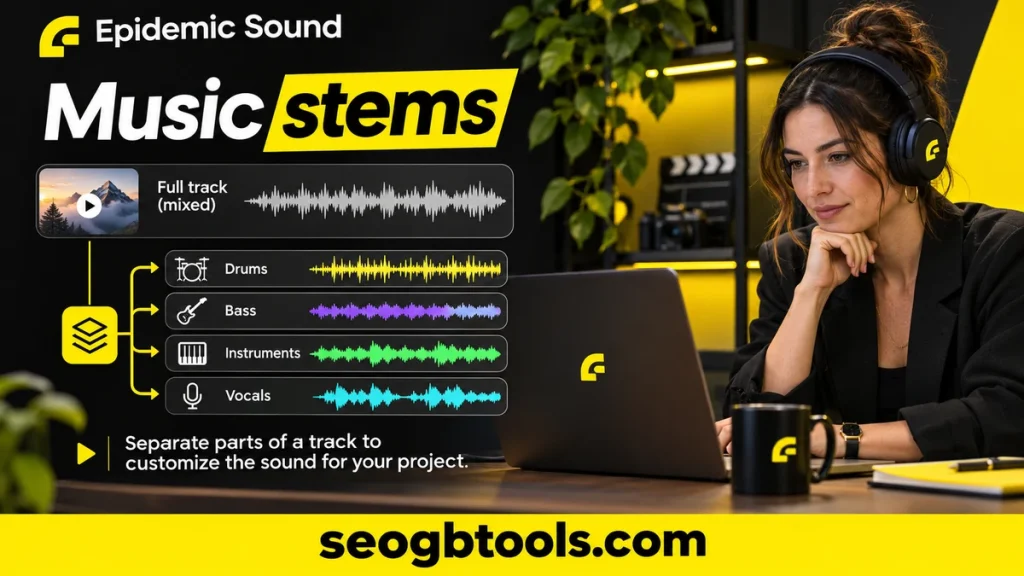 Epidemic Sound
Music stems
Full track
(mixed)
Drums
Bass
Instruments
Vocals
Separate parts of a track to
customize the sound for your project.
seogbtools.com